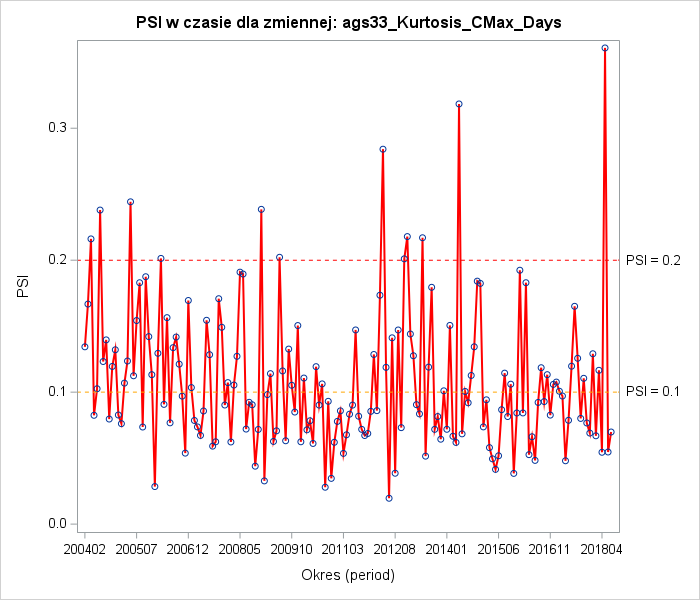 PSI w czasie dla zmiennej: ags33_Kurtosis_CMax_Days
0.3
0.2
PSI = 0.2
PSI
0.1
PSI = 0.1
0.0
200402 200507 200612 200805 200910 201103 201208 201401 201506 201611 201804
Okres (period)